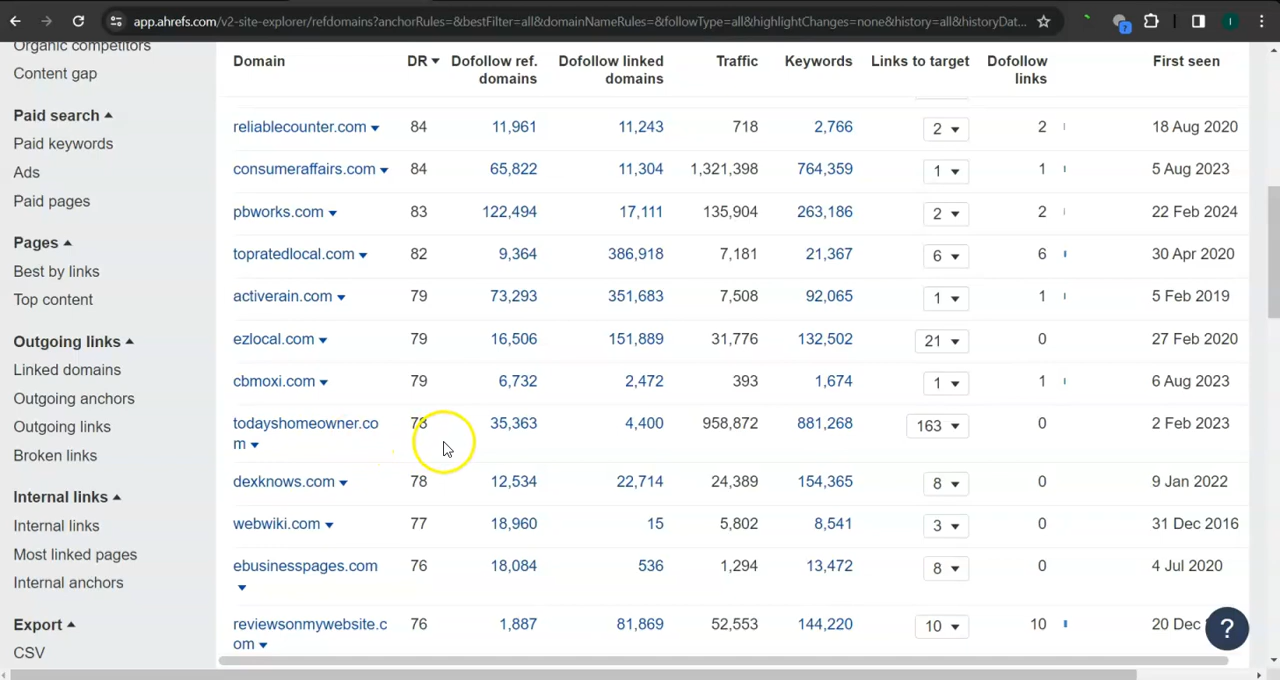 app.ahrefs.com/v2-site-explorer/refdomains?anchorRules=&bestFilter=all&domainNameRules=&followType=all&highlightChanges=none&history=all&historyDat...
Organic competitors
Content gap
Paid search
Paid keywords
Ads
Paid pages
Pages
Best by links
Top content
Outgoing links
Linked domains
Outgoing anchors
Outgoing links
Broken links
Internal links
Internal links
Most linked pages
Internal anchors
Export
CSV
Domain DR Dofollow ref. domains Dofollow linked domains Traffic Keywords Links to target Dofollow links First seen
reliablecounter.com 84 11,961 11,243 718 2,766 2 2 18 Aug 2020
consumeraffairs.com 84 65,822 11,304 1,321,398 764,359 1 1 5 Aug 2023
pbworks.com 83 122,494 17,111 135,904 263,186 2 2 22 Feb 2024
topratedlocal.com 82 9,364 386,918 7,181 21,367 6 6 30 Apr 2020
activerain.com 79 73,293 351,683 7,508 92,065 1 1 5 Feb 2019
ezlocal.com 79 16,506 151,889 31,776 132,502 21 0 27 Feb 2020
cbmoxi.com 79 6,732 2,472 393 1,674 1 1 6 Aug 2023
todayshomeowner.co 78 35,363 4,400 958,872 881,268 163 0 2 Feb 2023
m
dexknows.com 78 12,534 22,714 24,389 154,365 8 0 9 Jan 2022
webwiki.com 77 18,960 15 5,802 8,541 3 0 31 Dec 2016
ebusinesspages.com 76 18,084 536 1,294 13,472 8 0 4 Jul 2020
reviewsonmywebsite.c 76 1,887 81,869 52,553 144,220 10 10 20 Dec
om
?